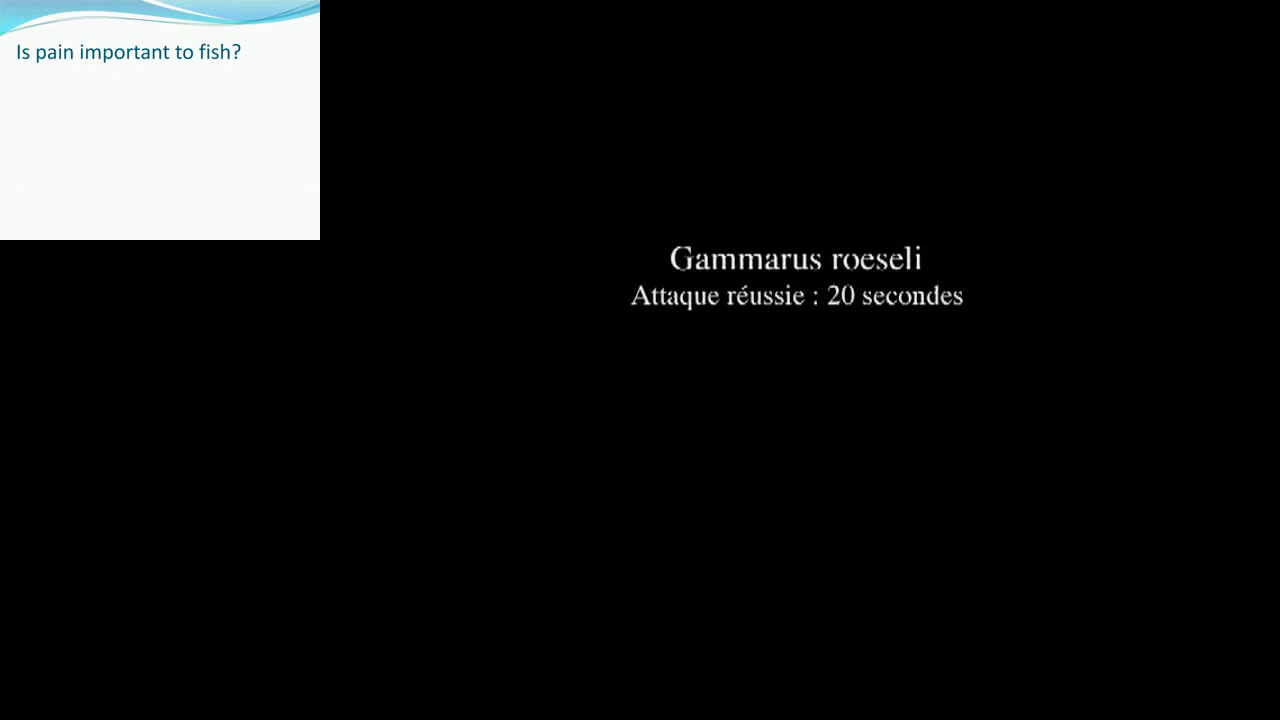 Is pain important to fish?
Gammarus roeseli
Attaque réussie : 20 secondes